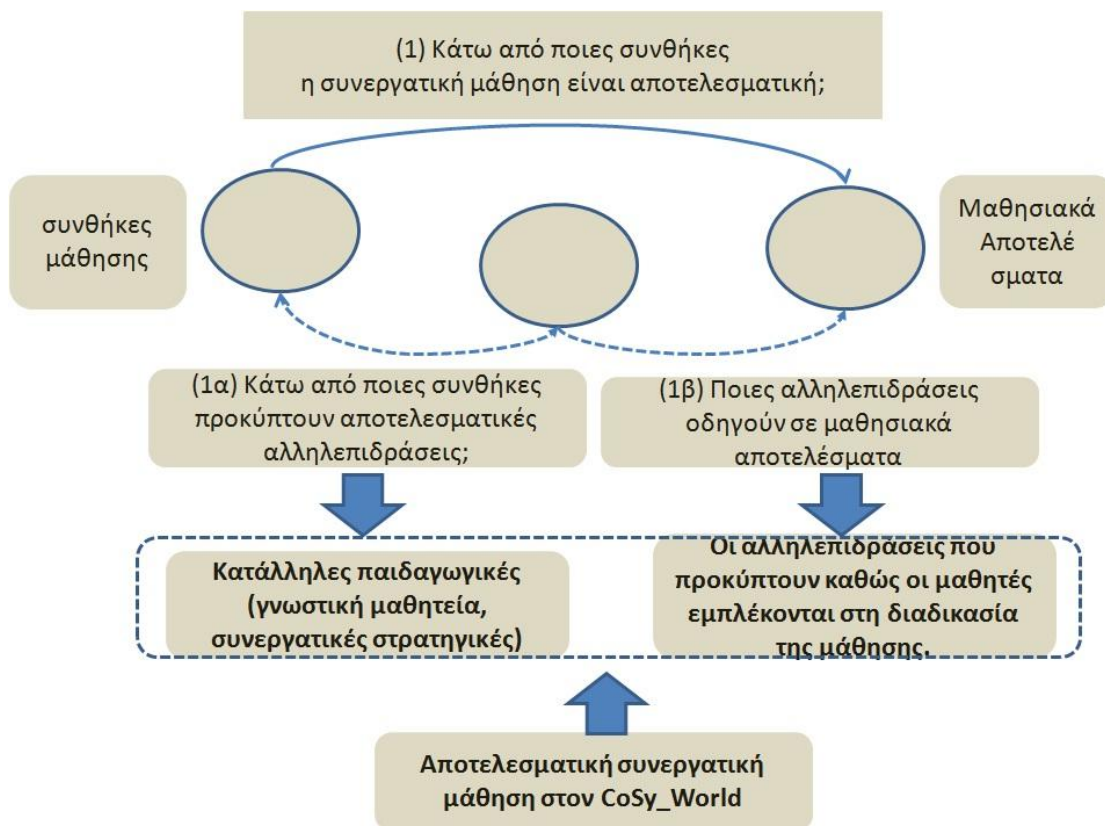 (1) Κάτω από ποιες συνθήκες
η συνεργατική μάθηση είναι αποτελεσματική;
συνθήκες
μάθησης
Μαθησιακά
Αποτελέ
σματα
(1α) Κάτω από ποιες συνθήκες
προκύπτουν αποτελεσματικές
αλληλεπιδράσεις;
(1β) Ποιες αλληλεπιδράσεις
οδηγούν σε μαθησιακά
αποτελέσματα
Κατάλληλες παιδαγωγικές
(γνωστική μαθητεία,
συνεργατικές στρατηγικές)
Οι αλληλεπιδράσεις που
προκύπτουν καθώς οι μαθητές
εμπλέκονται στη διαδικασία
της μάθησης.
Αποτελεσματική συνεργατική
μάθηση στον CoSy_World